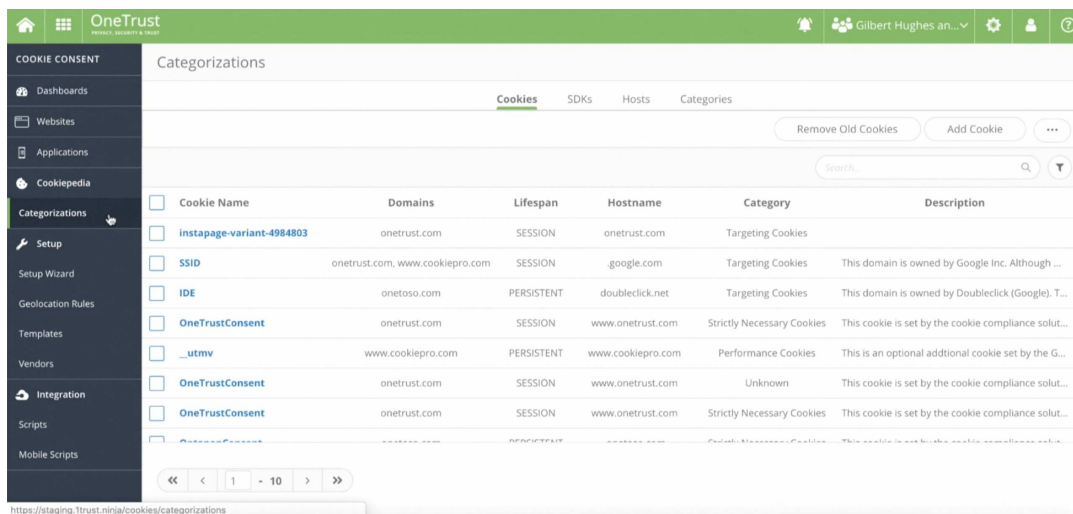 OneTrust
PRIVACY, SECURITY & TRUST
Gilbert Hughes an...
COOKIE CONSENT
Dashboards
Websites
Applications
Cookiepedia
Categorizations
Setup
Setup Wizard
Geolocation Rules
Templates
Vendors
Integration
Scripts
Mobile Scripts
Categorizations
Cookies SDKs Hosts Categories
Remove Old Cookies Add Cookie ...
Search...
Cookie Name Domains Lifespan Hostname Category Description
instapage-variant-4984803 onetrust.com SESSION onetrust.com Targeting Cookies
SSID onetrust.com, www.cookiepro.com SESSION .google.com Targeting Cookies This domain is owned by Google Inc. Although ...
IDE onetoso.com PERSISTENT doubleclick.net Targeting Cookies This domain is owned by Doubleclick (Google). T...
OneTrustConsent onetrust.com SESSION www.onetrust.com Strictly Necessary Cookies This cookie is set by the cookie compliance solut...
__utmv www.cookiepro.com PERSISTENT www.cookiepro.com Performance Cookies This is an optional addtional cookie set by the G...
OneTrustConsent onetrust.com SESSION www.onetrust.com Unknown This cookie is set by the cookie compliance solut...
OneTrustConsent onetrust.com SESSION www.onetrust.com Strictly Necessary Cookies This cookie is set by the cookie compliance solut...
1 - 10
https://staging.1trust.ninja/cookies/categorizations